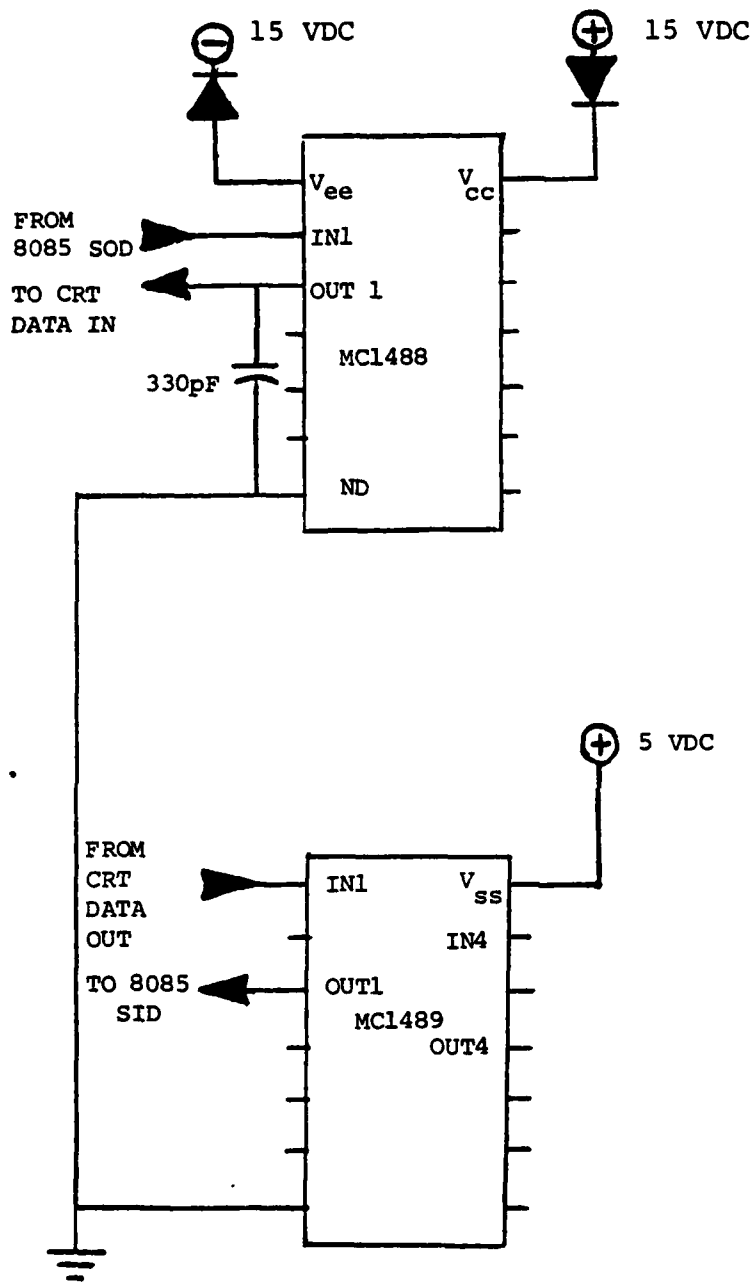 15 VDC
15 VDC
Vee
Vcc
FROM
8085 SOD
IN1
TO CRT
DATA IN
OUT 1
330pF
MC1488
ND
5 VDC
FROM
CRT
DATA
OUT
IN1
Vss
IN4
TO 8085
SID
OUT1
MC1489
OUT4